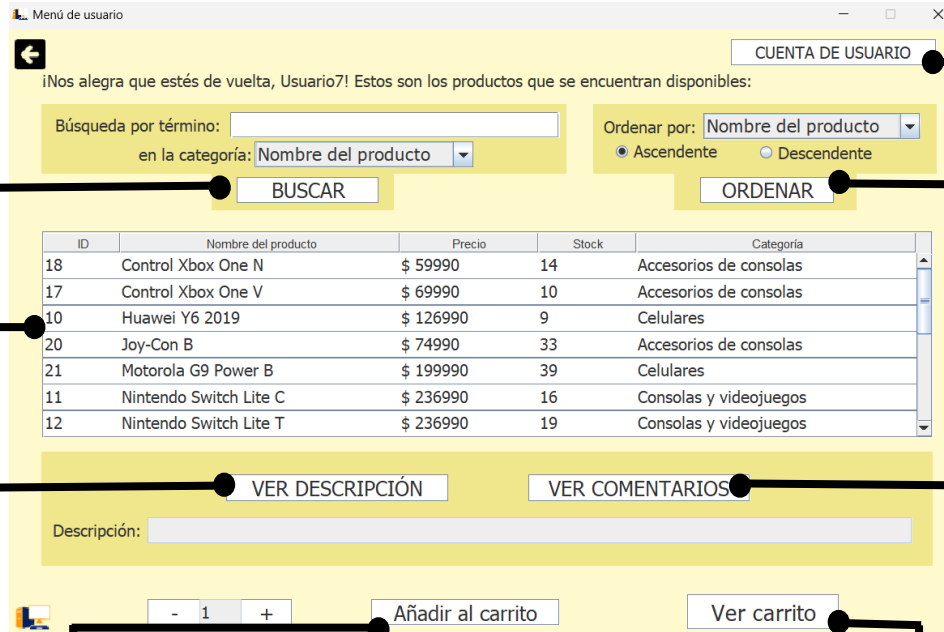 Menú de usuario
CUENTA DE USUARIO
¡Nos alegra que estés de vuelta, Usuario7! Estos son los productos que se encuentran disponibles:
Búsqueda por término:
Ordenar por: Nombre del producto
en la categoría: Nombre del producto
Ascendente Descendente
BUSCAR
ORDENAR
ID Nombre del producto Precio Stock Categoría
18 Control Xbox One N $ 59990 14 Accesorios de consolas
17 Control Xbox One V $ 69990 10 Accesorios de consolas
10 Huawei Y6 2019 $ 126990 9 Celulares
20 Joy-Con B $ 74990 33 Accesorios de consolas
21 Motorola G9 Power B $ 199990 39 Celulares
11 Nintendo Switch Lite C $ 236990 16 Consolas y videojuegos
12 Nintendo Switch Lite T $ 236990 19 Consolas y videojuegos
VER DESCRIPCIÓN VER COMENTARIOS
Descripción:
- 1 + Añadir al carrito Ver carrito